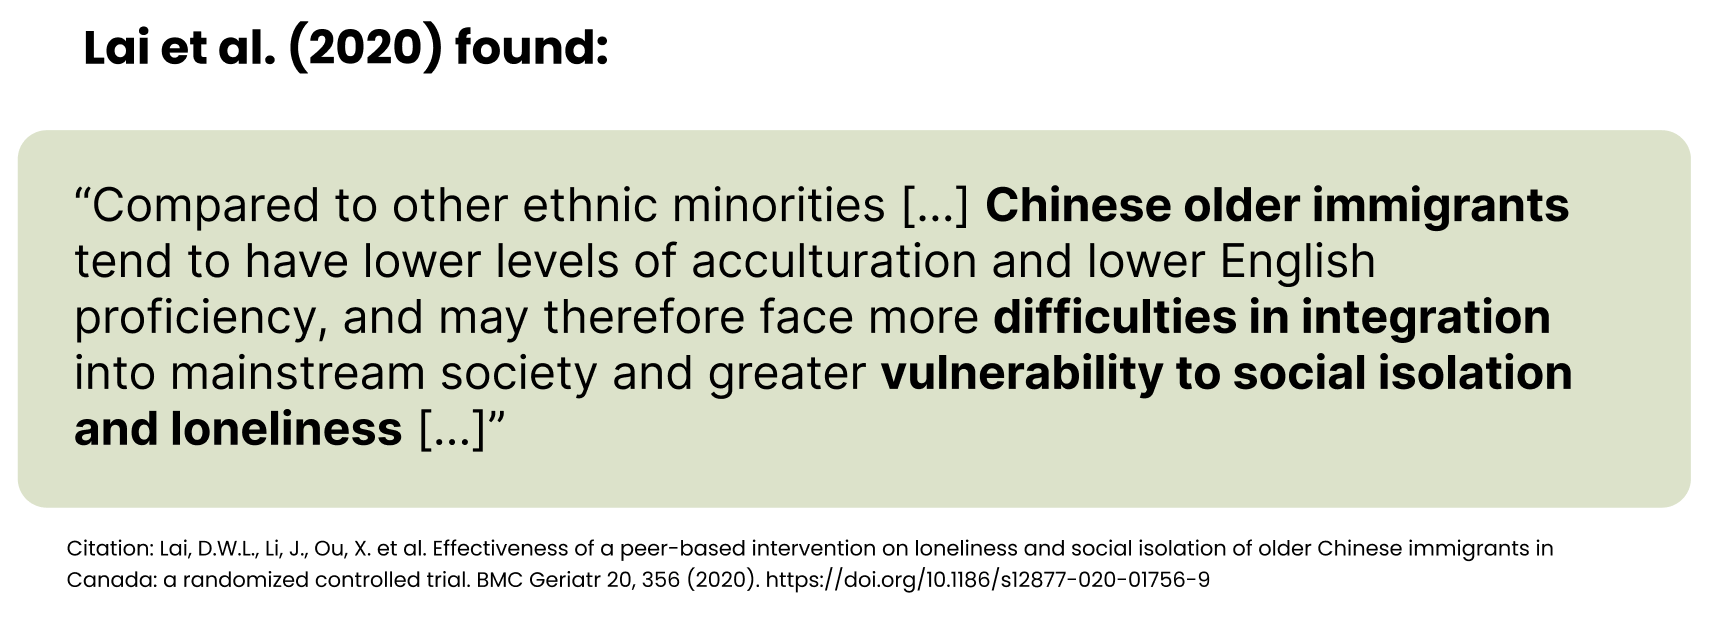 Lai et al. (2020) found:
“Compared to other ethnic minorities [...] Chinese older immigrants
tend to have lower levels of acculturation and lower English
proficiency, and may therefore face more difficulties in integration
into mainstream society and greater vulnerability to social isolation
and loneliness [...]”
Citation: Lai, D.W.L., Li, J., Ou, X. et al. Effectiveness of a peer-based intervention on loneliness and social isolation of older Chinese immigrants in
Canada: a randomized controlled trial. BMC Geriatr 20, 356 (2020). https://doi.org/10.1186/s12877-020-01756-9